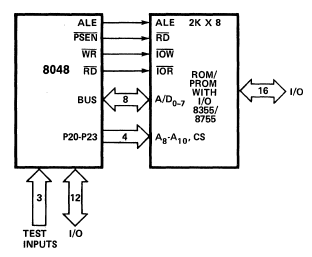 ALE ALE 2K X 8
PSEN RD
WR IOW
8048 RD IOR
ROM/
PROM
WITH
I/O
8355/
8755
16 I/O
BUS 8 A/D0-7
P20-P23 4 A8-A10, CS
3 12
TEST
INPUTS
I/O